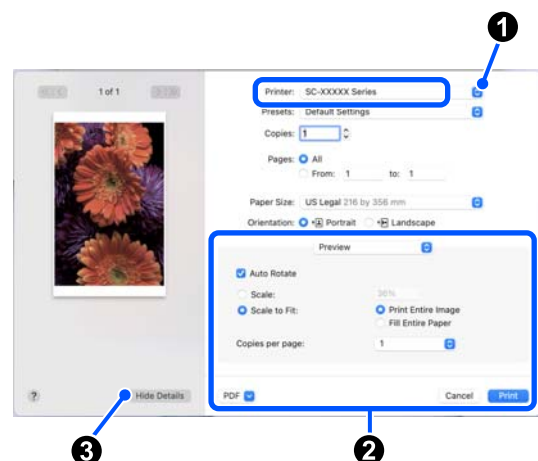 1
1 of 1
Printer: SC-XXXXX Series
Presets: Default Settings
Copies: 1
Pages: All
From: 1 to: 1
Paper Size: US Legal 216 by 356 mm
Orientation: Portrait Landscape
Preview
Auto Rotate
Scale: 36%
Scale to Fit: Print Entire Image
Fill Entire Paper
Copies per page: 1
? Hide Details PDF Cancel Print
3 2